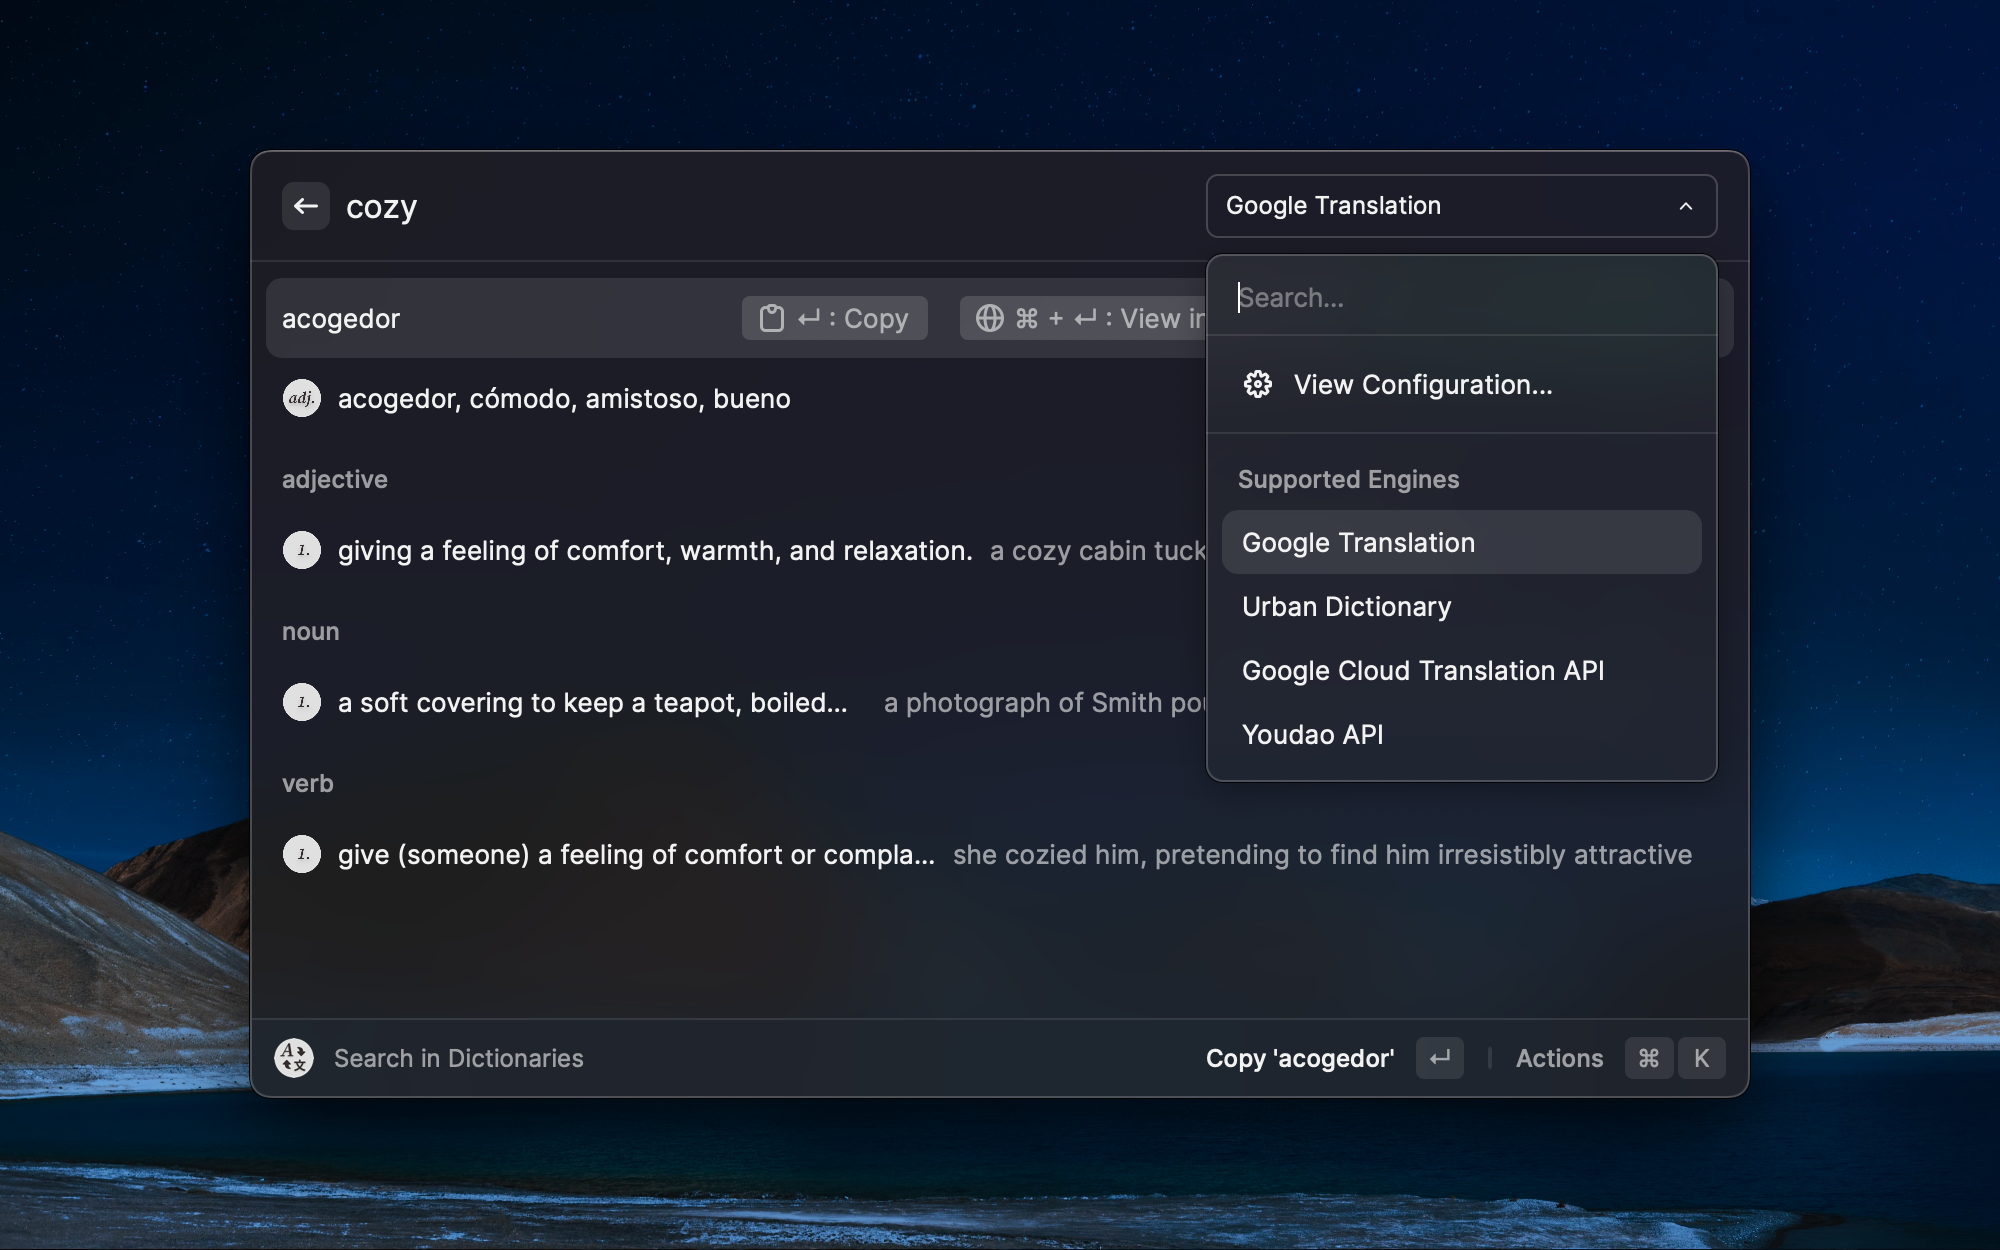 cozy
Google Translation
Search...
acogedor
↵ : Copy
⌘ + ↵ : View in
View Configuration...
adj. acogedor, cómodo, amistoso, bueno
Supported Engines
Google Translation
Urban Dictionary
Google Cloud Translation API
Youdao API
adjective
1. giving a feeling of comfort, warmth, and relaxation. a cozy cabin tuck
noun
1. a soft covering to keep a teapot, boiled... a photograph of Smith pou
verb
1. give (someone) a feeling of comfort or compla... she cozied him, pretending to find him irresistibly attractive
A 文 Search in Dictionaries
Copy 'acogedor' ↵ | Actions ⌘ K